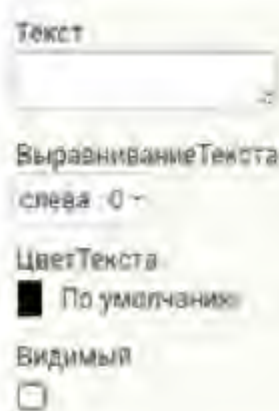 Текст
ВыравниваниеТекста
слева : 0
ЦветТекста
По умолчанию
Видимый